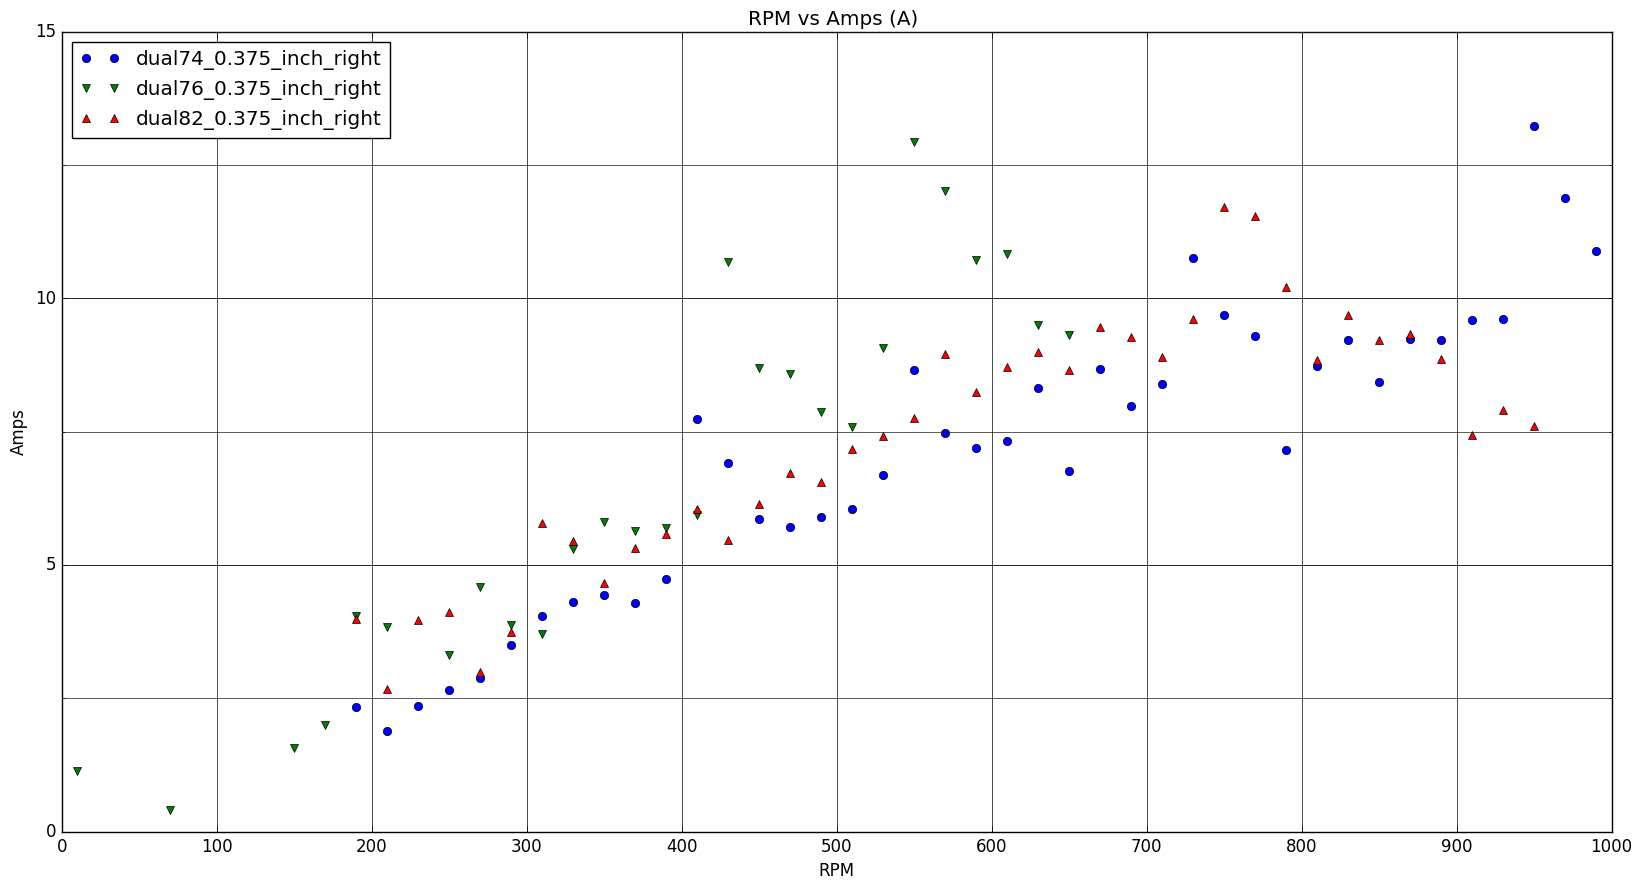 RPM vs Amps (A)
dual74_0.375_inch_right
dual76_0.375_inch_right
dual82_0.375_inch_right
15
10
5
0
Amps
0 100 200 300 400 500 600 700 800 900 1000
RPM